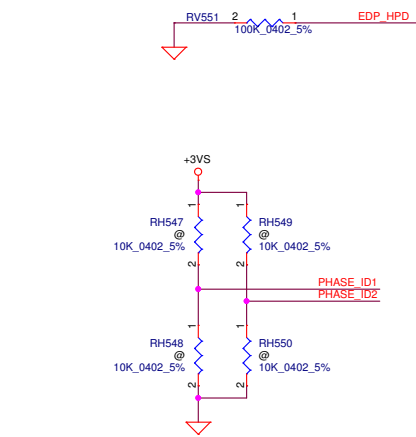 RV551 2 1 EDP_HPD
100K_0402_5%
+3VS
1 1
RH547 RH549
@ @
10K_0402_5% 10K_0402_5%
2 2
PHASE_ID1
PHASE_ID2
1 1
RH548 RH550
@ @
10K_0402_5% 10K_0402_5%
2 2